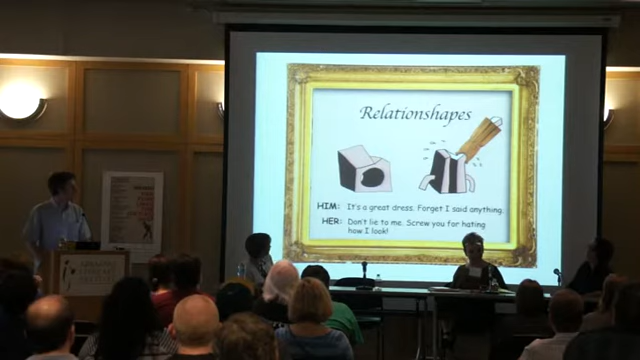 Relationshapes
HIM: It's a great dress. Forget I said anything.
HER: Don't lie to me. Screw you for hating
how I look!